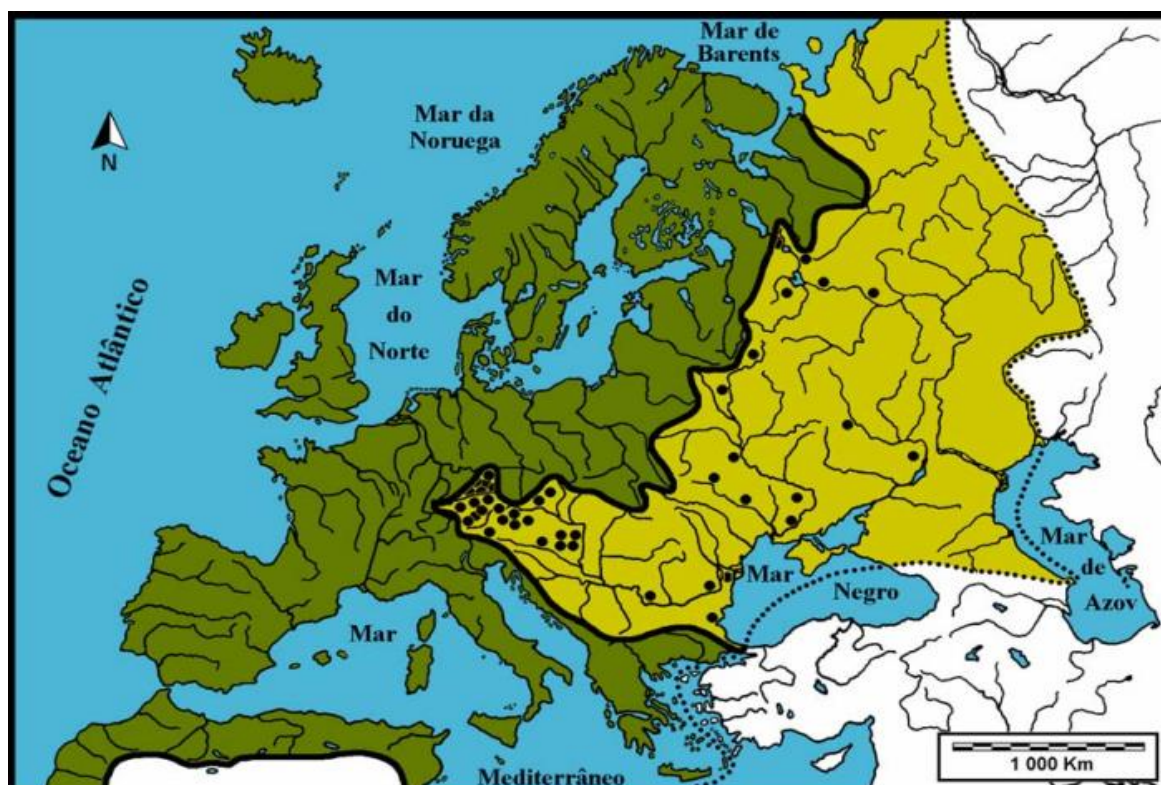 Mar de
Barents
Mar da
Noruega
N
Oceano Atlântico
Mar
do
Norte
Mar
Negro
Mar
de
Azov
Mar
Mediterrâneo
1 000 Km